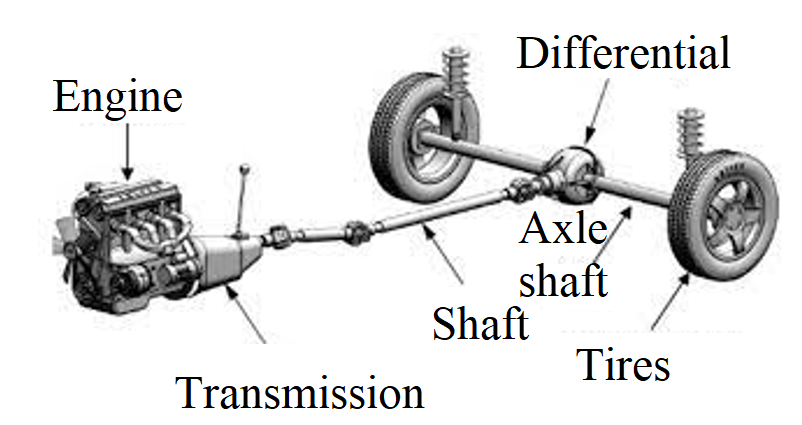 Differential
Engine
Axle
shaft
Shaft
Tires
Transmission